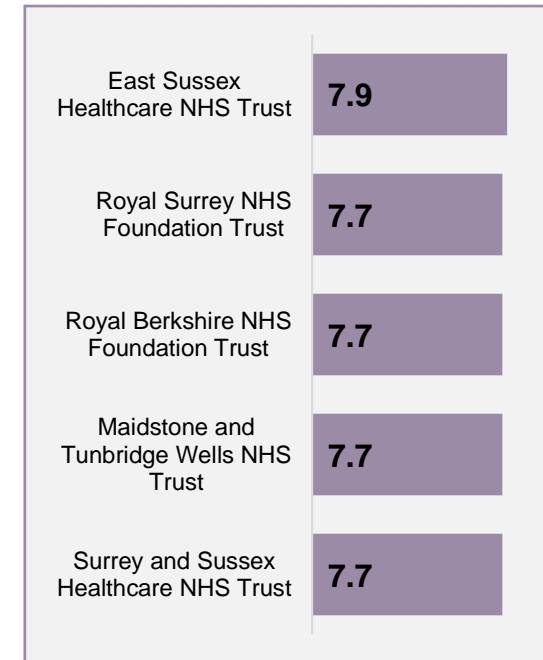 East Sussex
Healthcare NHS Trust
7.9
Royal Surrey NHS
Foundation Trust
7.7
Royal Berkshire NHS
Foundation Trust
7.7
Maidstone and
Tunbridge Wells NHS
Trust
7.7
Surrey and Sussex
Healthcare NHS Trust
7.7